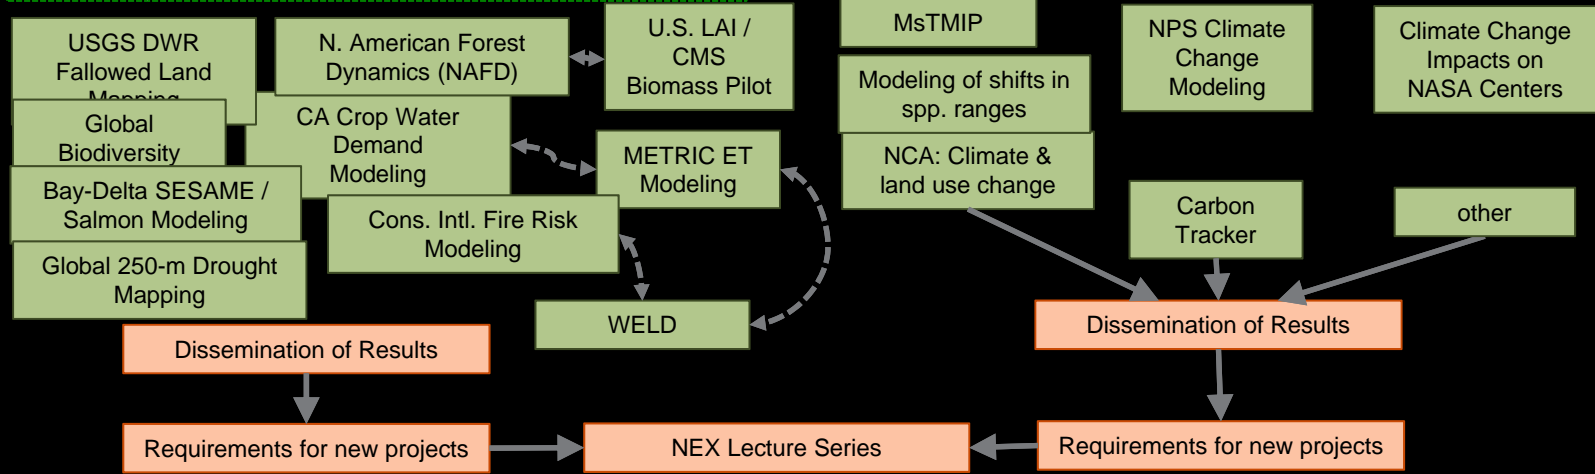 USGS DWR
Fallowed Land
Mapping
N. American Forest
Dynamics (NAFD)
U.S. LAI /
CMS
Biomass Pilot
MsTMIP
NPS Climate
Change
Modeling
Climate Change
Impacts on
NASA Centers
Modeling of shifts in
spp. ranges
Global
Biodiversity
CA Crop Water
Demand
Modeling
METRIC ET
Modeling
NCA: Climate &
land use change
Bay-Delta SESAME /
Salmon Modeling
Cons. Intl. Fire Risk
Modeling
Carbon
Tracker
other
Global 250-m Drought
Mapping
WELD
Dissemination of Results
Dissemination of Results
Requirements for new projects
NEX Lecture Series
Requirements for new projects